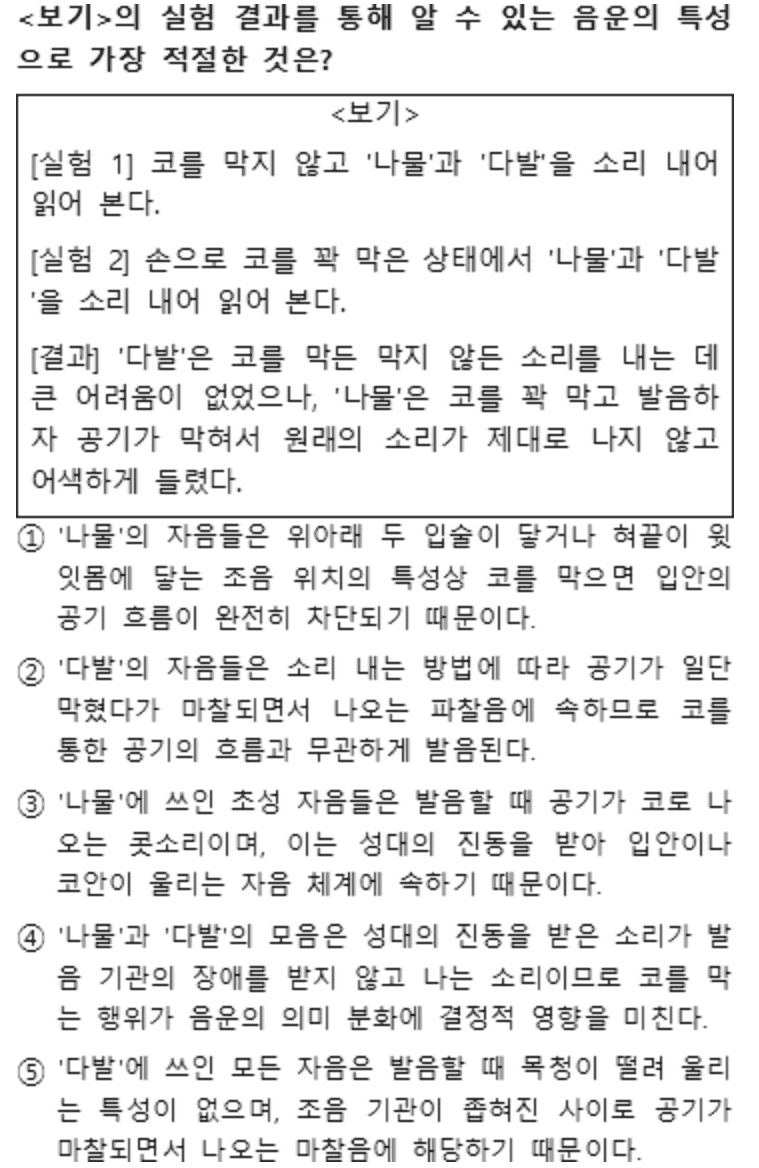 <보기>의 실험 결과를 통해 알 수 있는 음운의 특성
으로 가장 적절한 것은?
<보기>
[실험 1] 코를 막지 않고 '나물'과 '다발'을 소리 내어
읽어 본다.
[실험 2] 손으로 코를 꽉 막은 상태에서 '나물'과 '다발
'을 소리 내어 읽어 본다.
[결과] '다발'은 코를 막든 막지 않든 소리를 내는 데
큰 어려움이 없었으나, '나물'은 코를 꽉 막고 발음하
자 공기가 막혀서 원래의 소리가 제대로 나지 않고
어색하게 들렸다.
① '나물'의 자음들은 위아래 두 입술이 닿거나 혀끝이 윗
잇몸에 닿는 조음 위치의 특성상 코를 막으면 입안의
공기 흐름이 완전히 차단되기 때문이다.
② '다발'의 자음들은 소리 내는 방법에 따라 공기가 일단
막혔다가 마찰되면서 나오는 파찰음에 속하므로 코를
통한 공기의 흐름과 무관하게 발음된다.
③ '나물'에 쓰인 초성 자음들은 발음할 때 공기가 코로 나
오는 콧소리이며, 이는 성대의 진동을 받아 입안이나
코안이 울리는 자음 체계에 속하기 때문이다.
④ '나물'과 '다발'의 모음은 성대의 진동을 받은 소리가 발
음 기관의 장애를 받지 않고 나는 소리이므로 코를 막
는 행위가 음운의 의미 분화에 결정적 영향을 미친다.
⑤ '다발'에 쓰인 모든 자음은 발음할 때 목청이 떨려 울리
는 특성이 없으며, 조음 기관이 좁혀진 사이로 공기가
마찰되면서 나오는 마찰음에 해당하기 때문이다.